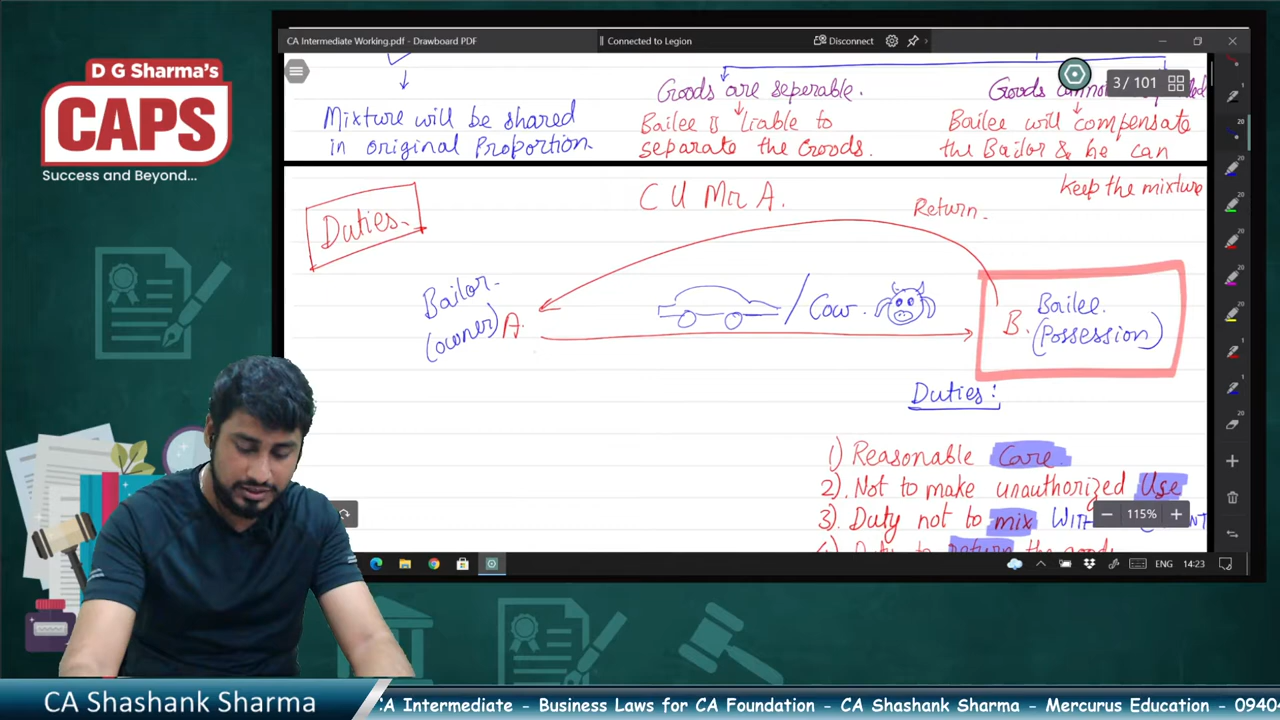 D G Sharma's
CAPS
Success and Beyond...
CA Intermediate Working.pdf - Drawboard PDF
Connected to Legion
Disconnect
3 / 101
Mixture will be shared
in original Proportion.
Goods are seperable.
Bailee is Liable to
separate the Goods.
Goods
Bailee will compensate
the Bailor & he can
keep the mixture
Duties.
C U Mr A.
Return.
Bailor
(owner) A.
/ Cow.
B. Bailee.
(Possession)
Duties:
1) Reasonable Care.
2). Not to make unauthorized Use
3). Duty not to mix WITH
115%
ENG
14:23
CA Shashank Sharma
CA Intermediate - Business Laws for CA Foundation - CA Shashank Sharma - Mercurus Education - 0940